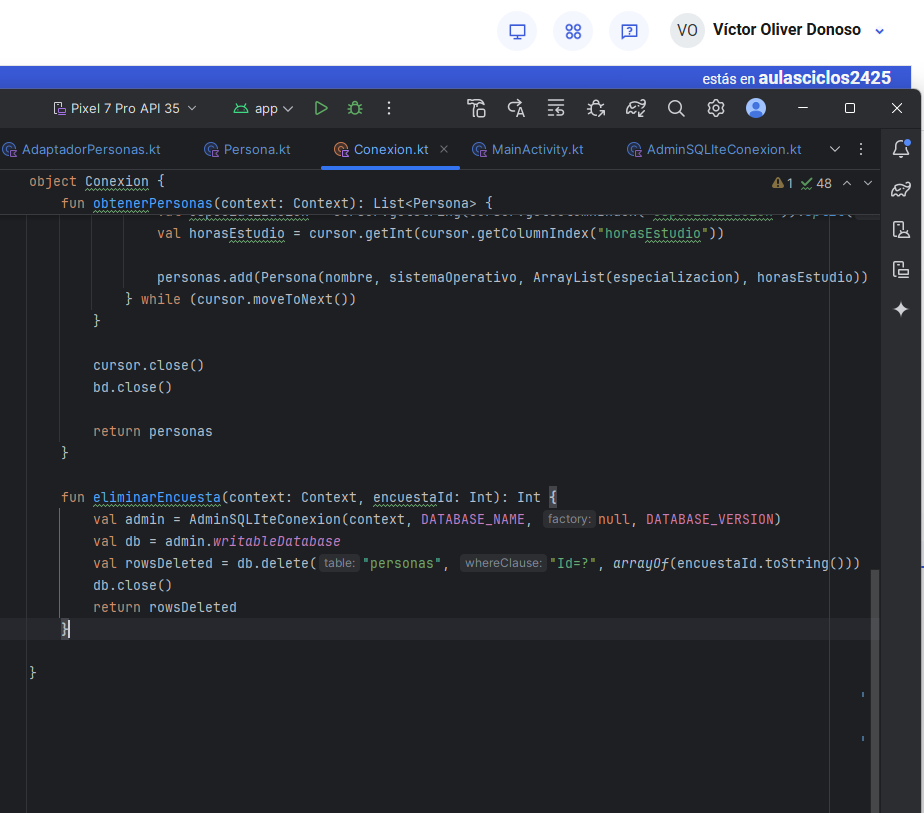 VO Víctor Oliver Donoso
estás en aulasciclos2425
Pixel 7 Pro API 35 app
AdaptadorPersonas.kt Persona.kt Conexion.kt MainActivity.kt AdminSQLIteConexion.kt
object Conexion { 1 48
fun obtenerPersonas(context: Context): List<Persona> {
val horasEstudio = cursor.getInt(cursor.getColumnIndex("horasEstudio"))
personas.add(Persona(nombre, sistemaOperativo, ArrayList(especializacion), horasEstudio))
} while (cursor.moveToNext())
}
cursor.close()
bd.close()
return personas
}
fun eliminarEncuesta(context: Context, encuestaId: Int): Int {
val admin = AdminSQLIteConexion(context, DATABASE_NAME, factory: null, DATABASE_VERSION)
val db = admin.writableDatabase
val rowsDeleted = db.delete( table: "personas", whereClause: "Id=?", arrayOf(encuestaId.toString()))
db.close()
return rowsDeleted
}
}